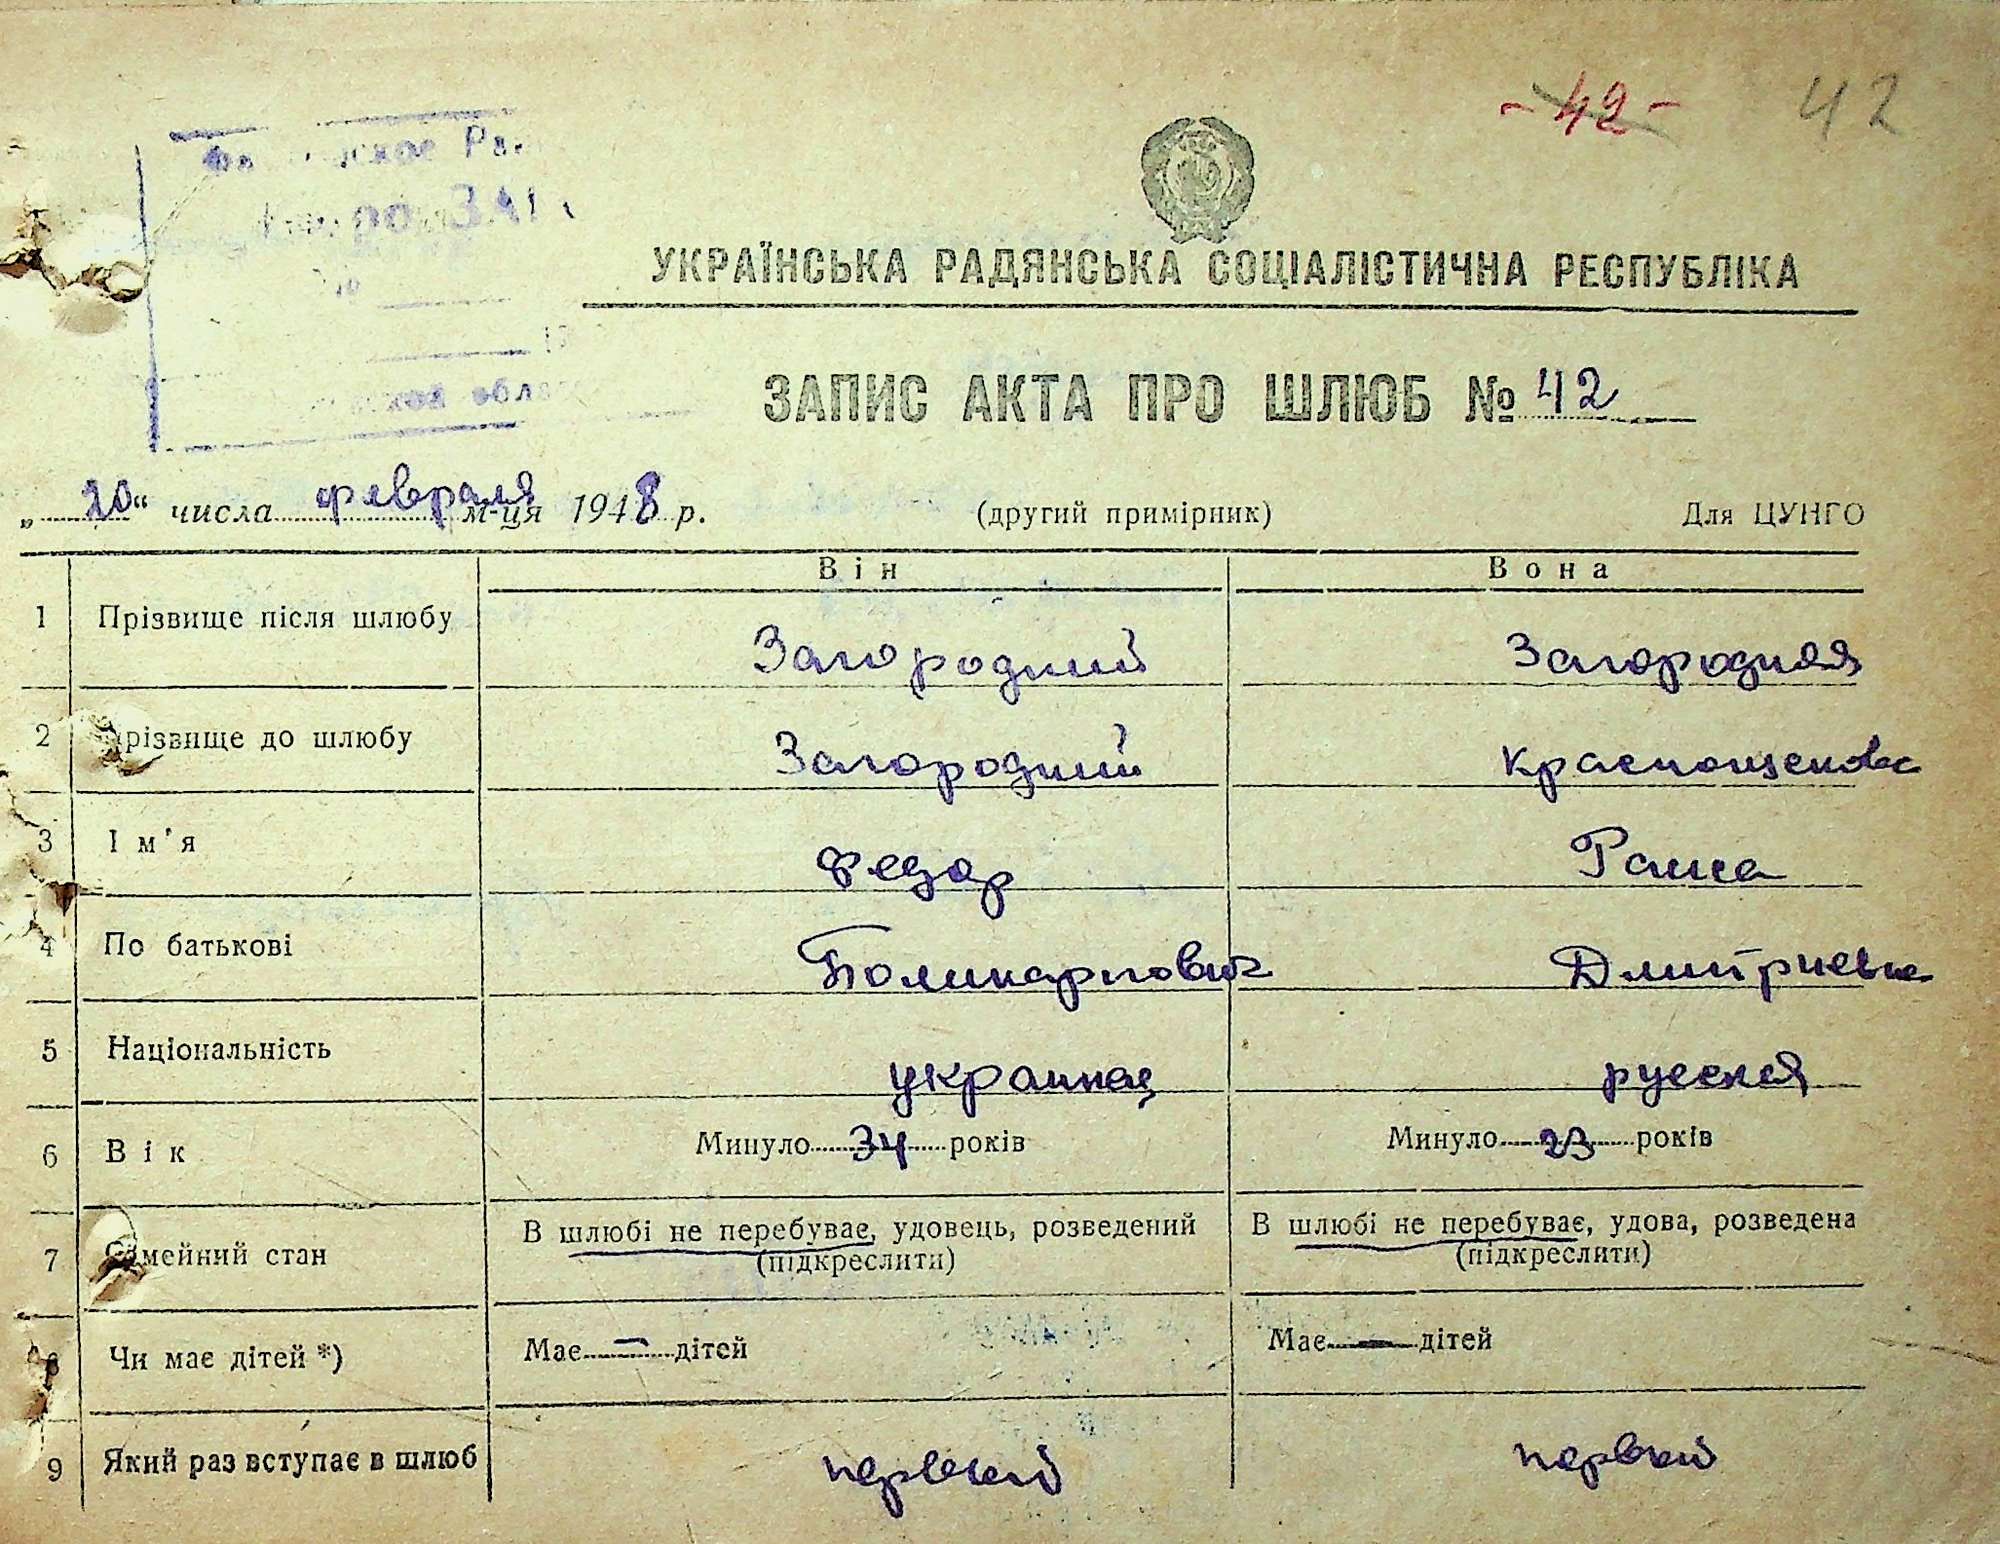 -42- 42
ское Ра
ЗАГ
УКРАЇНСЬКА РАДЯНСЬКА СОЦІАЛІСТИЧНА РЕСПУБЛІКА
ЗАПИС АКТА ПРО ШЛЮБ № 42
„20“ числа февраля м-ця 1948 р. (другий примірник) Для ЦУНГО
Він Вона
1 Прізвище після шлюбу Загородний Загородняя
2 Прізвище до шлюбу Загородний Краснощекова
3 Ім'я Федор Раиса
4 По батькові Поликарпович Дмитриевна
5 Національність украинец русская
6 Вік Минуло 34 років Минуло 23 років
7 Сімейний стан В шлюбі не перебуває, удовець, розведений В шлюбі не перебуває, удова, розведена
(підкреслити) (підкреслити)
8 Чи має дітей *) Має — дітей Має — дітей
9 Який раз вступає в шлюб первый первый